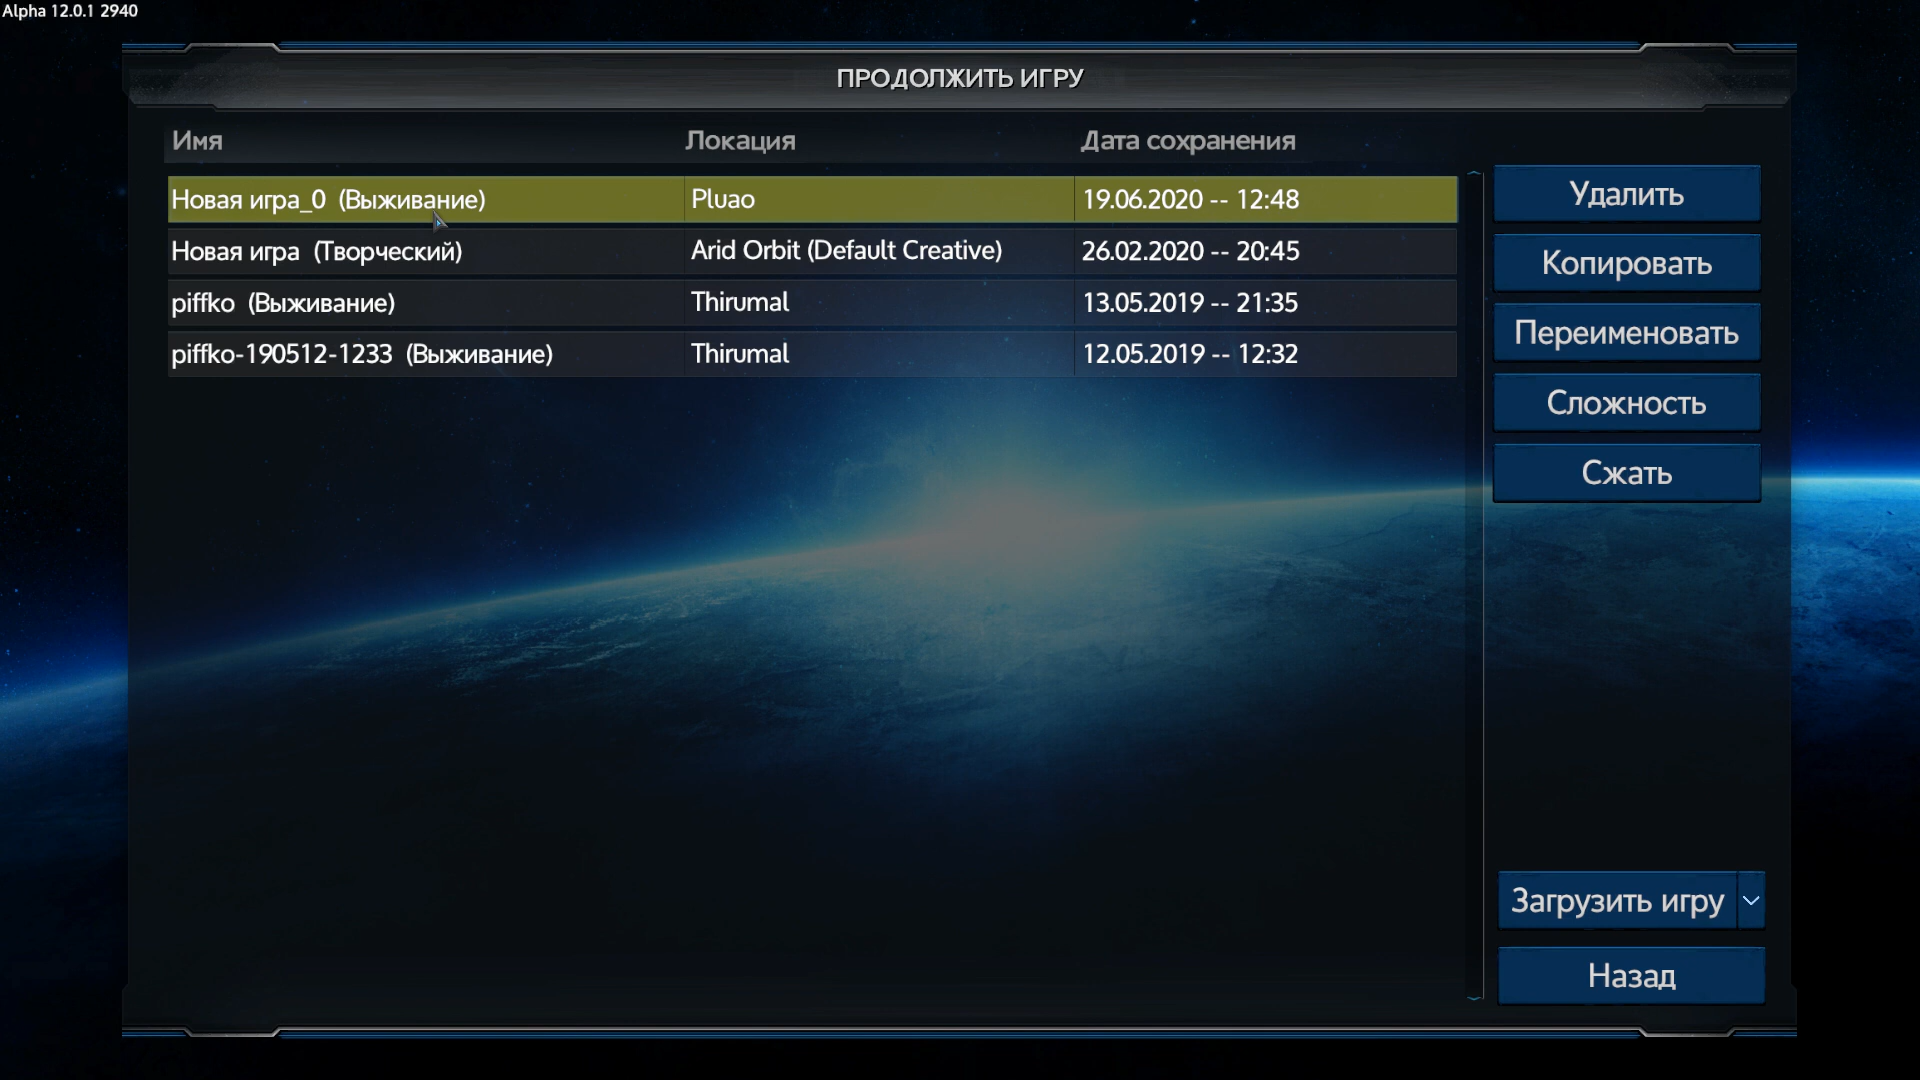 Alpha 12.0.1 2940
ПРОДОЛЖИТЬ ИГРУ
Имя Локация Дата сохранения
Новая игра_0 (Выживание) Pluao 19.06.2020 -- 12:48
Новая игра (Творческий) Arid Orbit (Default Creative) 26.02.2020 -- 20:45
piffko (Выживание) Thirumal 13.05.2019 -- 21:35
piffko-190512-1233 (Выживание) Thirumal 12.05.2019 -- 12:32
Удалить
Копировать
Переименовать
Сложность
Сжать
Загрузить игру
Назад